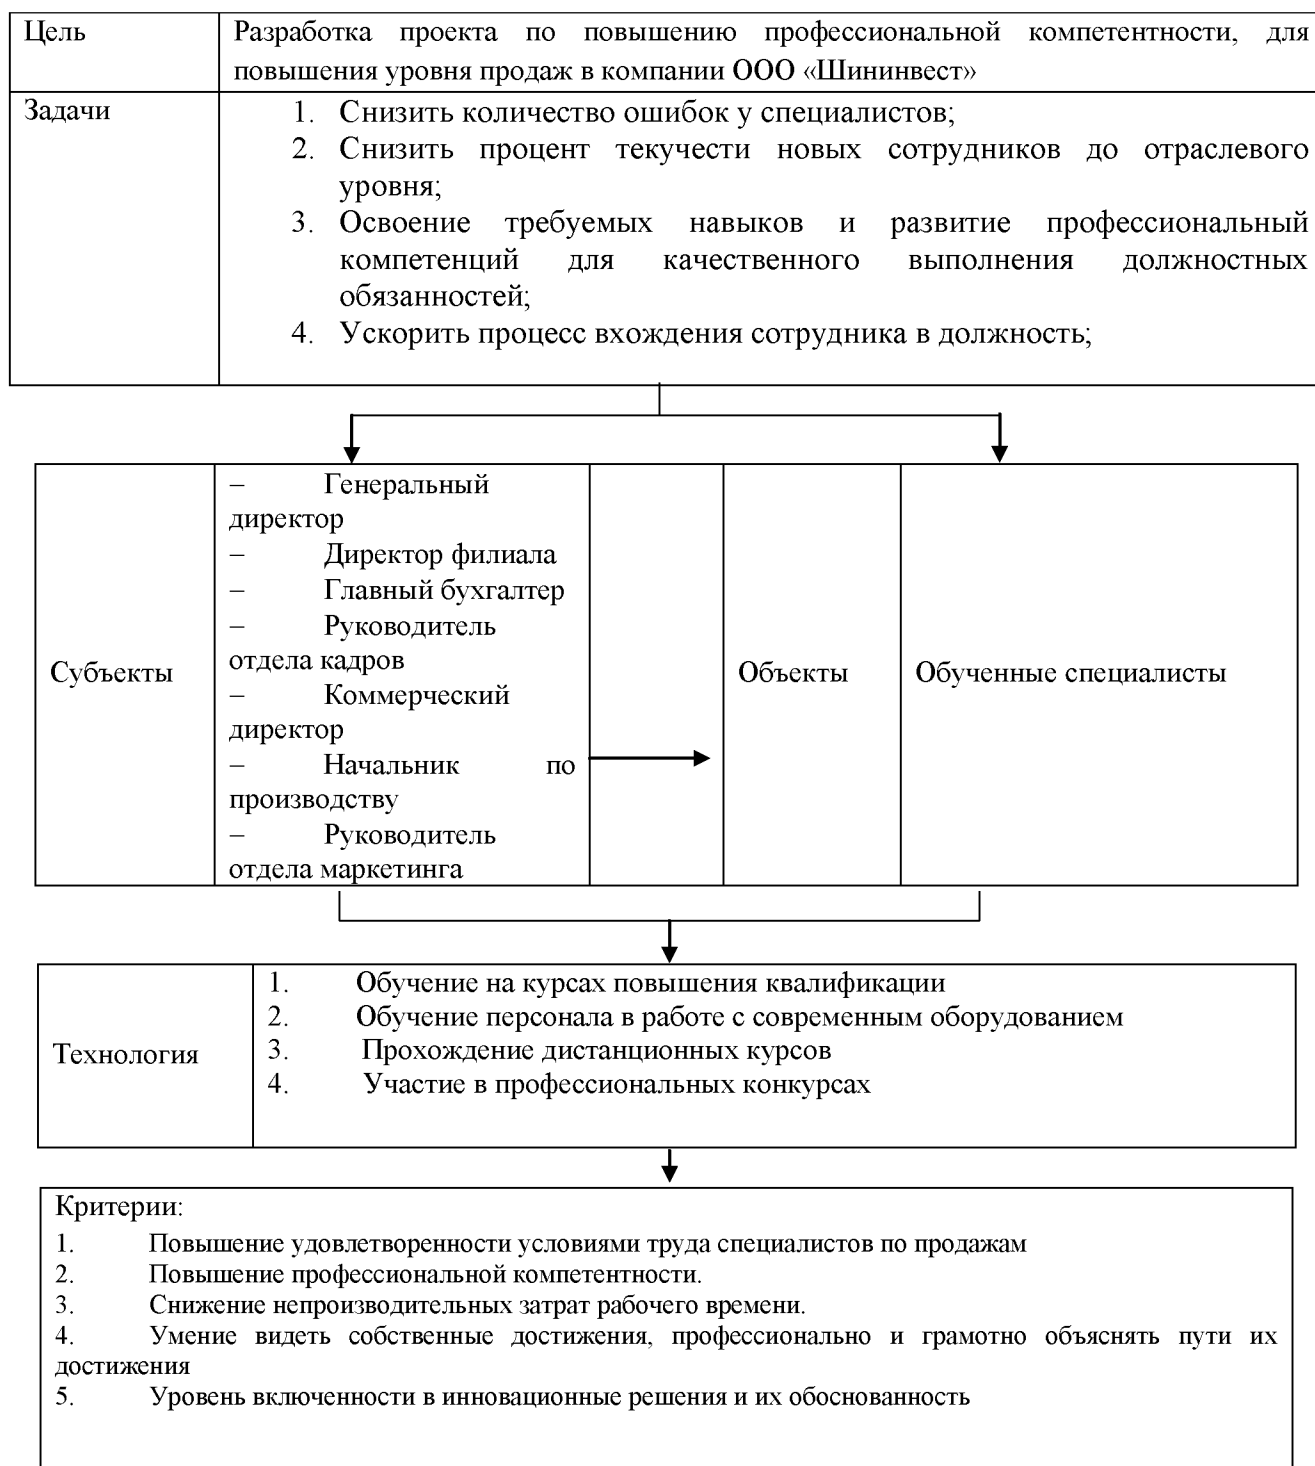 Цель
Разработка проекта по повышению профессиональной компетентности, для
повышения уровня продаж в компании ООО «Шининвест»
Задачи
1. Снизить количество ошибок у специалистов;
2. Снизить процент текучести новых сотрудников до отраслевого
уровня;
3. Освоение требуемых навыков и развитие профессиональный
компетенций для качественного выполнения должностных
обязанностей;
4. Ускорить процесс вхождения сотрудника в должность;
Субъекты
– Генеральный
директор
– Директор филиала
– Главный бухгалтер
– Руководитель
отдела кадров
– Коммерческий
директор
– Начальник по
производству
– Руководитель
отдела маркетинга
Объекты
Обученные специалисты
Технология
1. Обучение на курсах повышения квалификации
2. Обучение персонала в работе с современным оборудованием
3. Прохождение дистанционных курсов
4. Участие в профессиональных конкурсах
Критерии:
1. Повышение удовлетворенности условиями труда специалистов по продажам
2. Повышение профессиональной компетентности.
3. Снижение непроизводительных затрат рабочего времени.
4. Умение видеть собственные достижения, профессионально и грамотно объяснять пути их
достижения
5. Уровень включенности в инновационные решения и их обоснованность